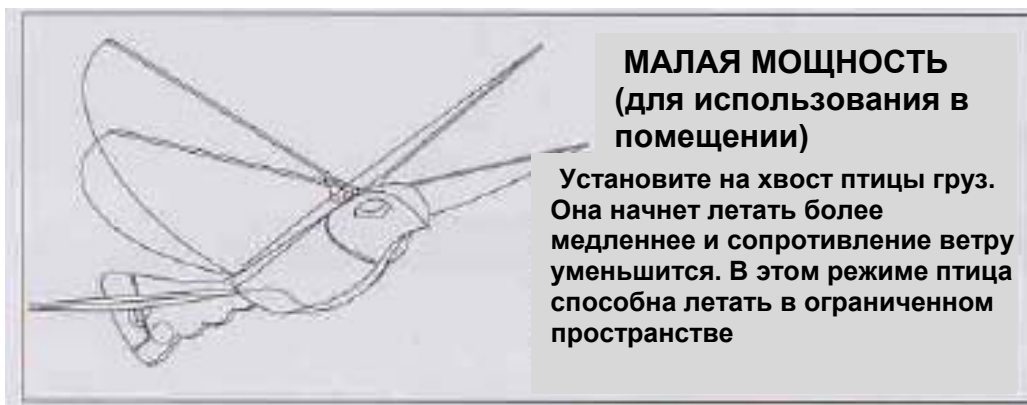 МАЛАЯ МОЩНОСТЬ
(для использования в
помещении)
Установите на хвост птицы груз.
Она начнет летать более
медленнее и сопротивление ветру
уменьшится. В этом режиме птица
способна летать в ограниченном
пространстве